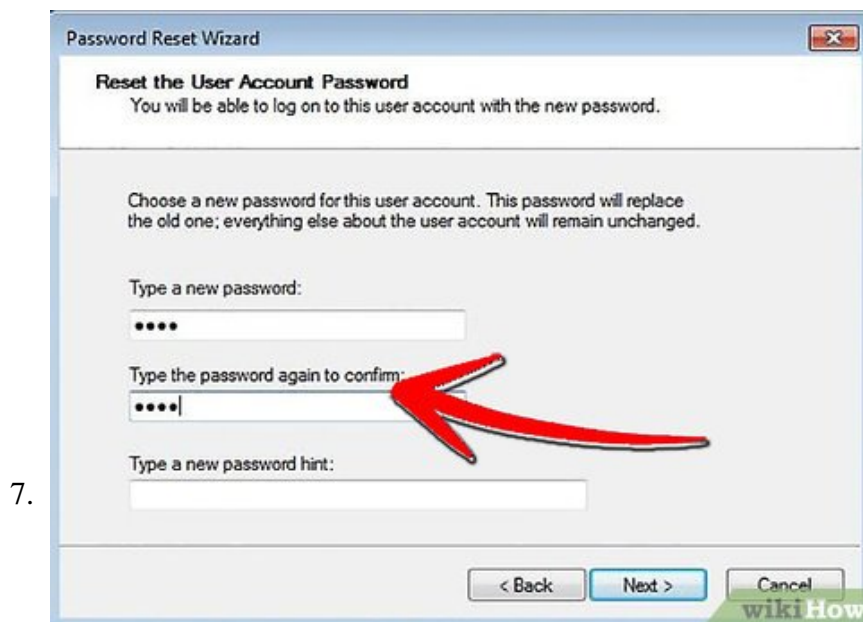 Password Reset Wizard
Reset the User Account Password
You will be able to log on to this user account with the new password.
Choose a new password for this user account. This password will replace
the old one; everything else about the user account will remain unchanged.
Type a new password:
••••
Type the password again to confirm:
••••
Type a new password hint:
7.
< Back Next > Cancel
wikiHow